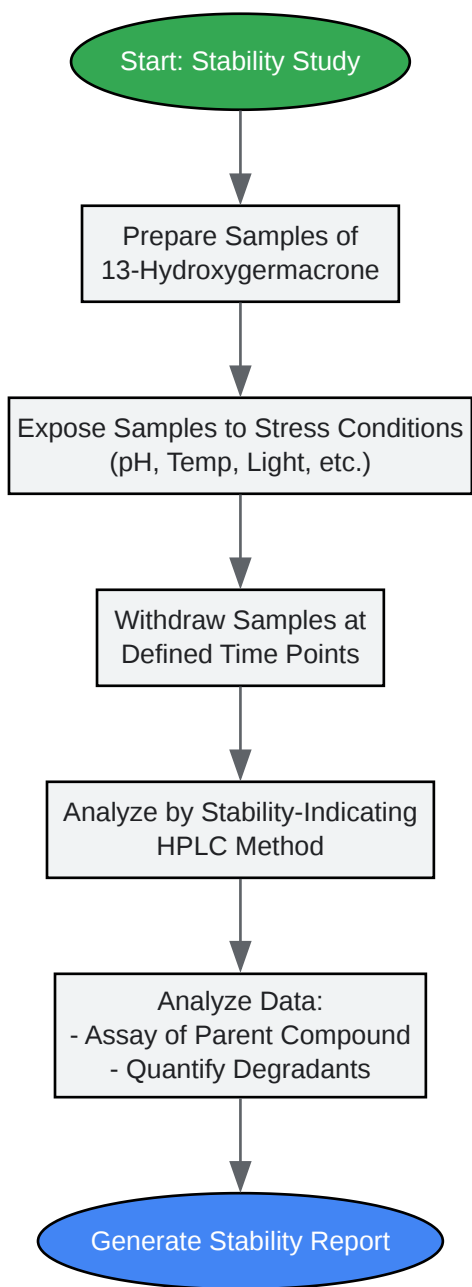 Start: Stability Study
Prepare Samples of
13-Hydroxygermacrone
Expose Samples to Stress Conditions
(pH, Temp, Light, etc.)
Withdraw Samples at
Defined Time Points
Analyze by Stability-Indicating
HPLC Method
Analyze Data:
- Assay of Parent Compound
- Quantify Degradants
Generate Stability Report